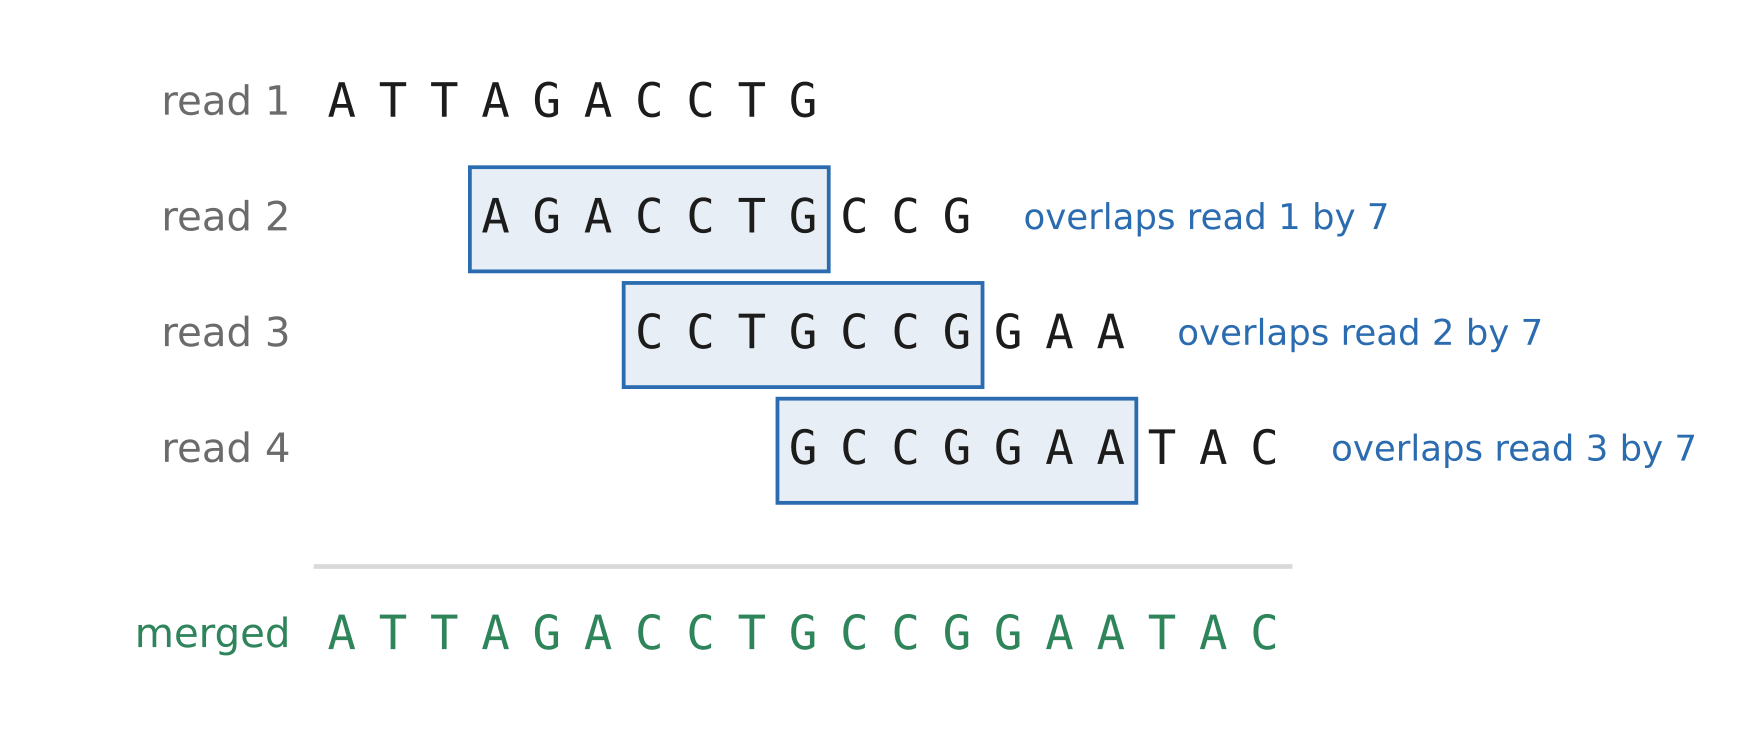 read 1 A T T A G A C C T G
read 2 A G A C C T G C C G overlaps read 1 by 7
read 3 C C T G C C G G A A overlaps read 2 by 7
read 4 G C C G G A A T A C overlaps read 3 by 7
merged A T T A G A C C T G C C G G A A T A C